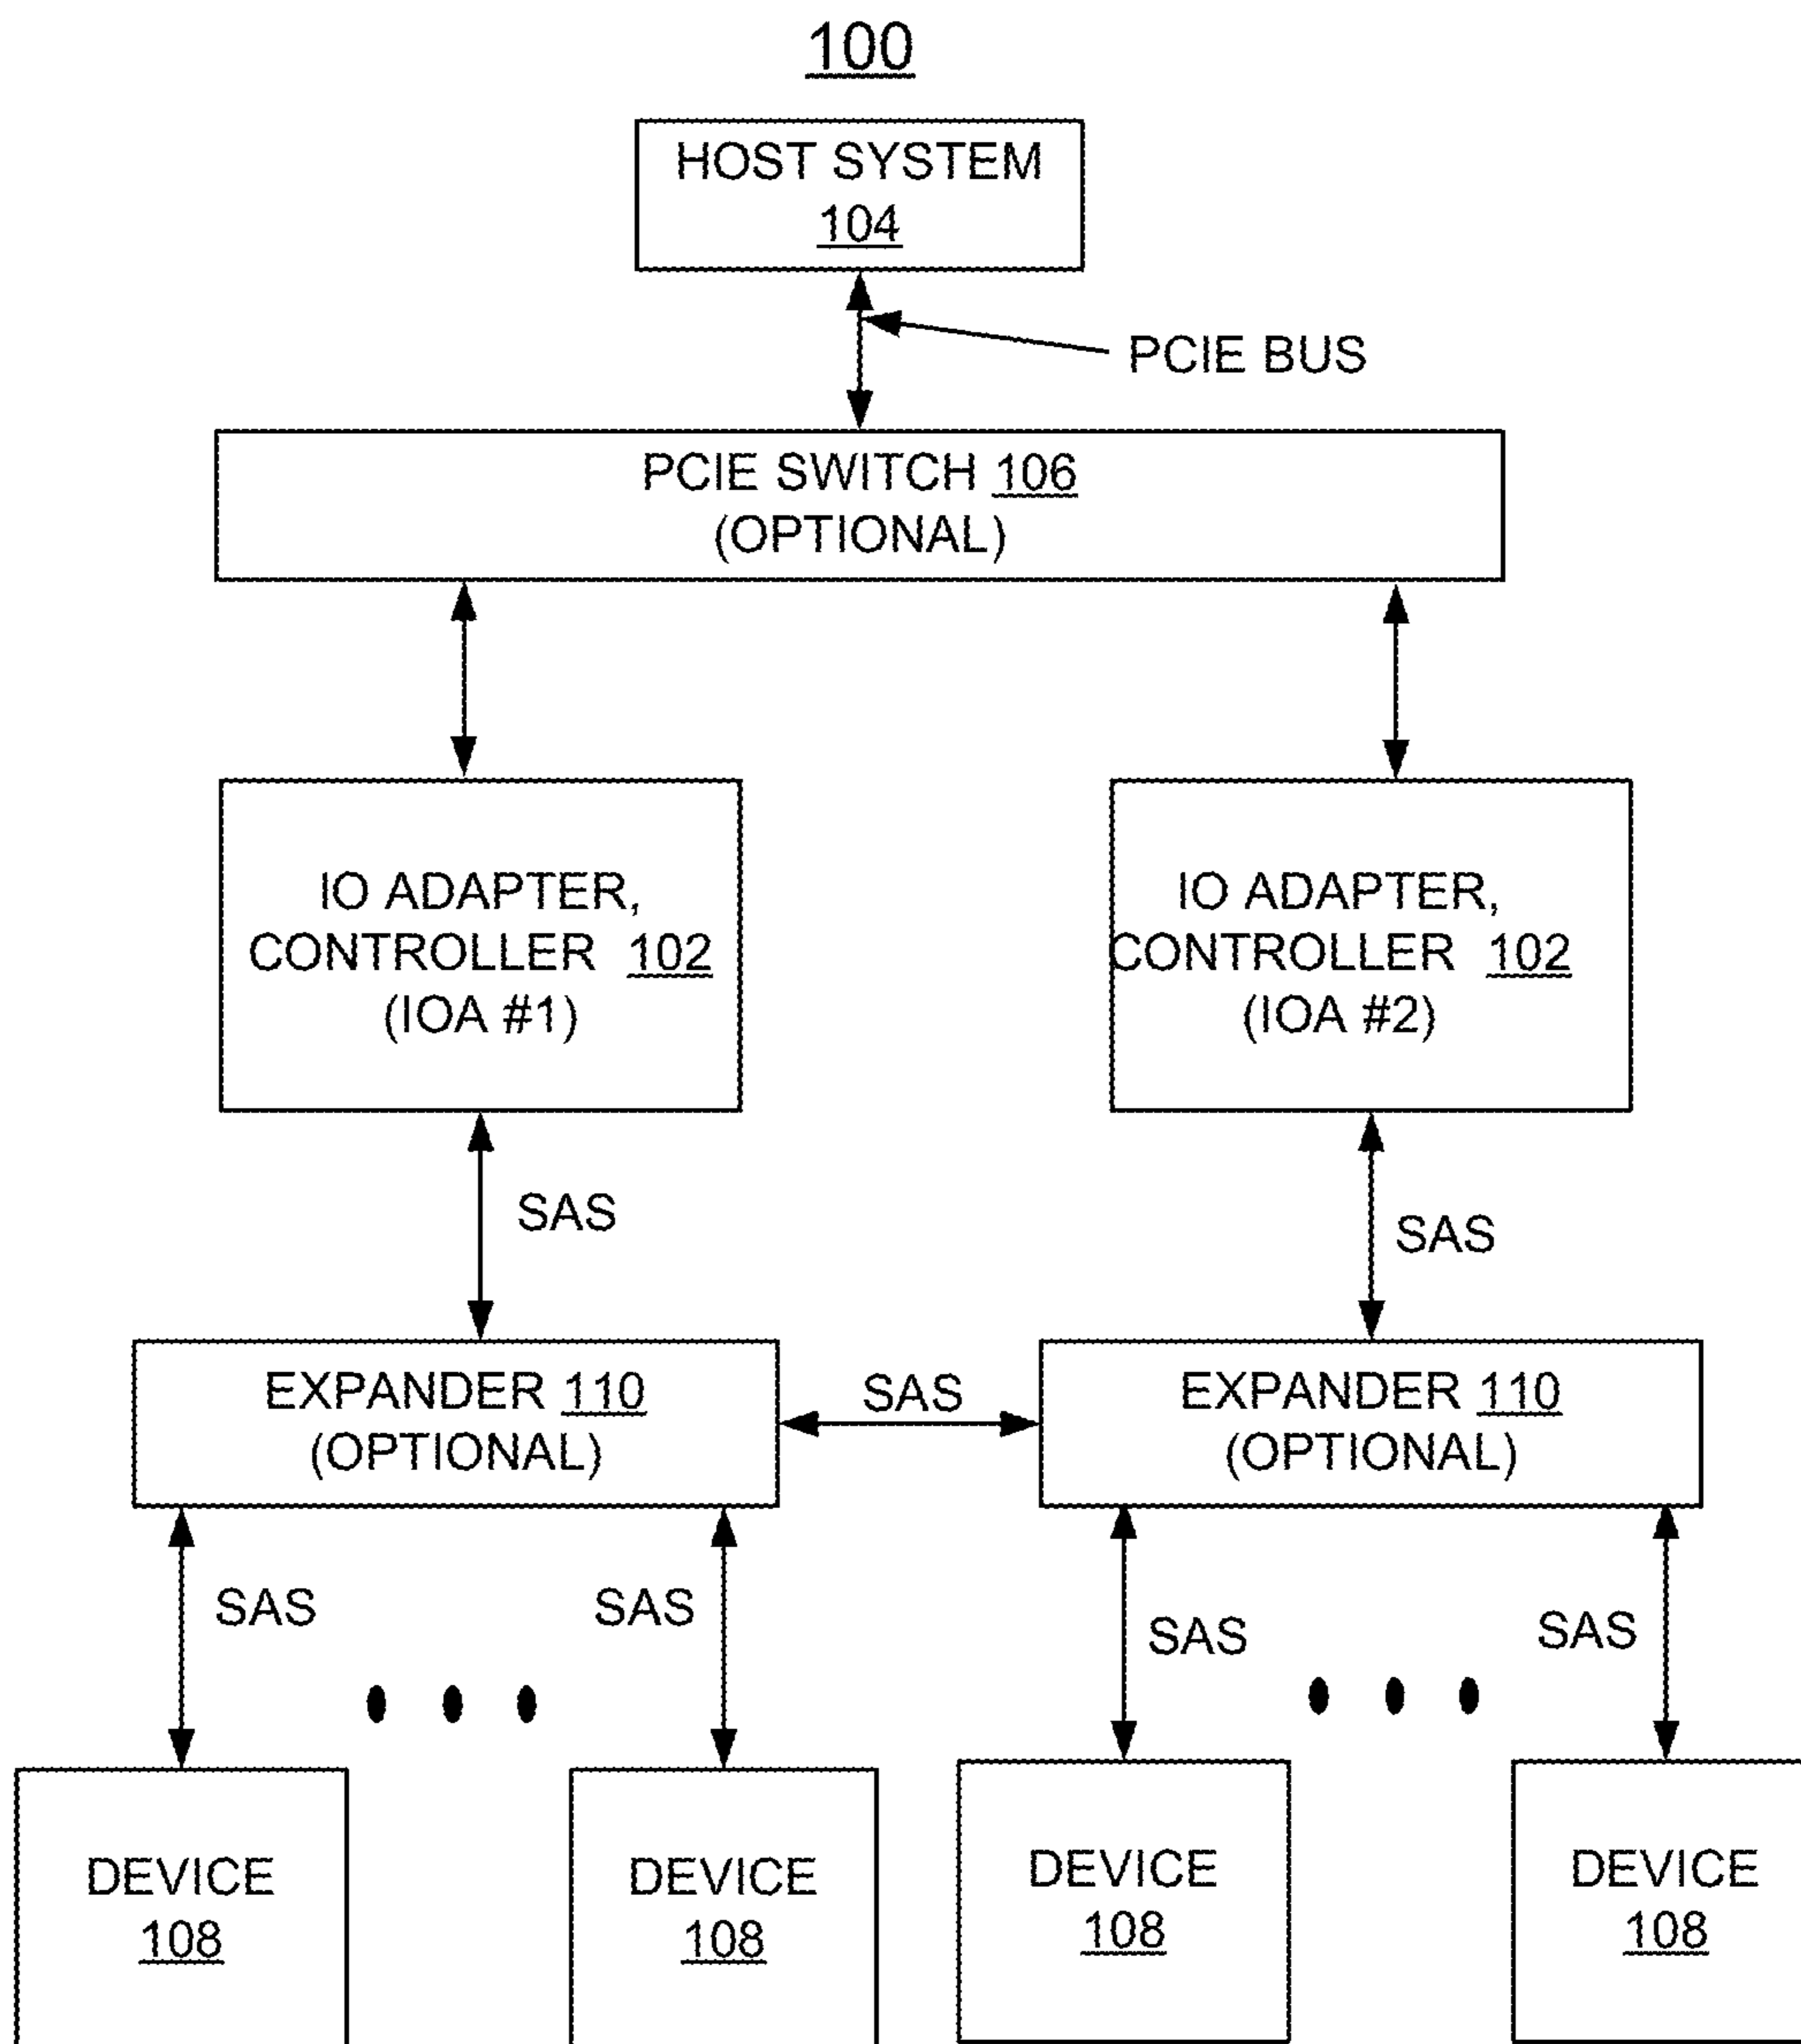 100
HOST SYSTEM
104
PCIE BUS
PCIE SWITCH 106
(OPTIONAL)
IO ADAPTER,
CONTROLLER 102
(IOA #1)
IO ADAPTER,
CONTROLLER 102
(IOA #2)
SAS
SAS
EXPANDER 110
(OPTIONAL)
SAS
EXPANDER 110
(OPTIONAL)
SAS
SAS
SAS
SAS
DEVICE
108
DEVICE
108
DEVICE
108
DEVICE
108